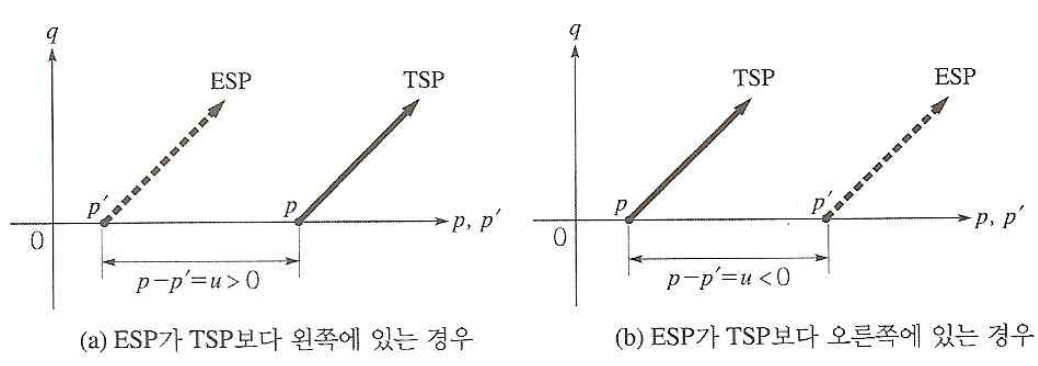 q
ESP
TSP
p′
p
p, p′
0
p−p′=u>0
(a) ESP가 TSP보다 왼쪽에 있는 경우
q
TSP
ESP
p
p′
p, p′
0
p−p′=u<0
(b) ESP가 TSP보다 오른쪽에 있는 경우